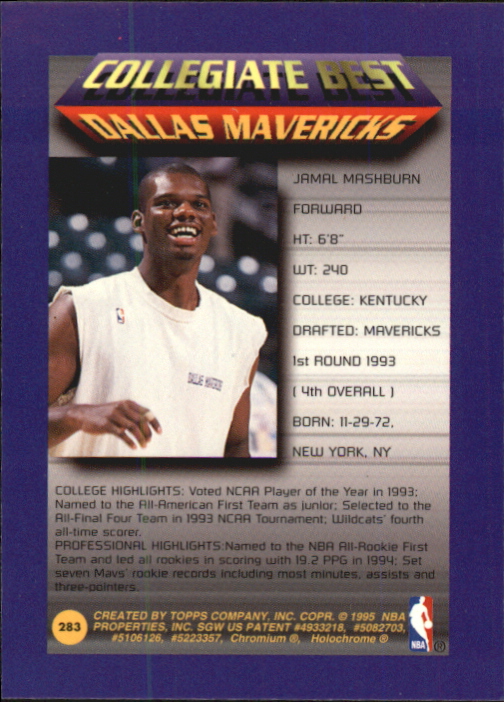 COLLEGIATE BEST
DALLAS MAVERICKS
JAMAL MASHBURN
FORWARD
HT: 6'8"
WT: 240
COLLEGE: KENTUCKY
DRAFTED: MAVERICKS
1st ROUND 1993
( 4th OVERALL )
BORN: 11-29-72,
NEW YORK, NY
DALLAS MAVERICKS
COLLEGE HIGHLIGHTS: Voted NCAA Player of the Year in 1993;
Named to the All-American First Team as junior; Selected to the
All-Final Four Team in 1993 NCAA Tournament; Wildcats' fourth
all-time scorer.
PROFESSIONAL HIGHLIGHTS:Named to the NBA All-Rookie First
Team and led all rookies in scoring with 19.2 PPG in 1994; Set
seven Mavs' rookie records including most minutes, assists and
three-pointers.
283
CREATED BY TOPPS COMPANY, INC. COPR. © 1995 NBA
PROPERTIES, INC. SGW US PATENT #4933218, #5082703,
#5106126, #5223357, Chromium ®, Holochrome ®
NBA ®